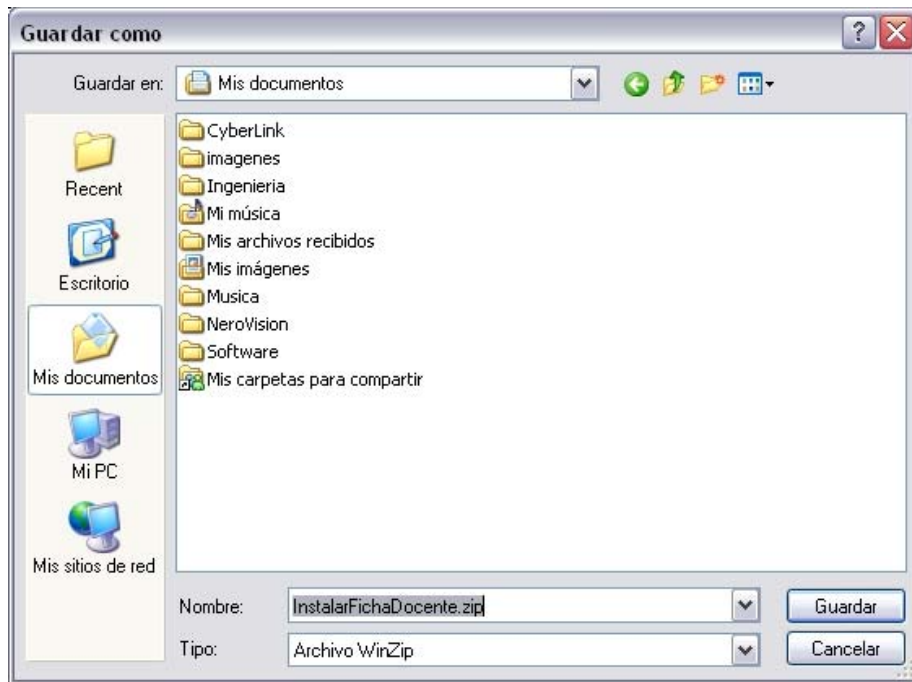 Guardar como
Guardar en:
Mis documentos
Recent
Escritorio
Mis documentos
Mi PC
Mis sitios de red
CyberLink
imagenes
Ingenieria
Mi música
Mis archivos recibidos
Mis imágenes
Musica
NeroVision
Software
Mis carpetas para compartir
Nombre:
InstalarFichaDocente.zip
Guardar
Tipo:
Archivo WinZip
Cancelar